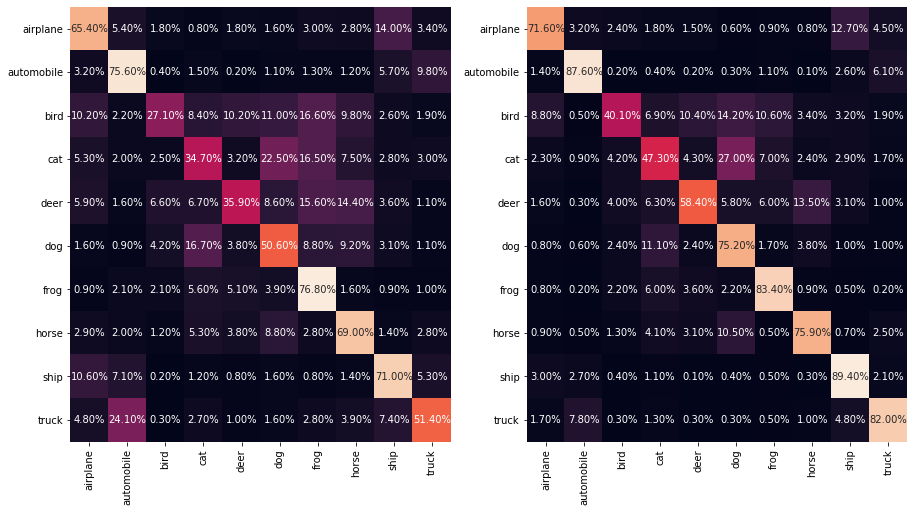 airplane 65.40% 5.40% 1.80% 0.80% 1.80% 1.60% 3.00% 2.80% 14.00% 3.40%
automobile 3.20% 75.60% 0.40% 1.50% 0.20% 1.10% 1.30% 1.20% 5.70% 9.80%
bird 10.20% 2.20% 27.10% 8.40% 10.20% 11.00% 16.60% 9.80% 2.60% 1.90%
cat 5.30% 2.00% 2.50% 34.70% 3.20% 22.50% 16.50% 7.50% 2.80% 3.00%
deer 5.90% 1.60% 6.60% 6.70% 35.90% 8.60% 15.60% 14.40% 3.60% 1.10%
dog 1.60% 0.90% 4.20% 16.70% 3.80% 50.60% 8.80% 9.20% 3.10% 1.10%
frog 0.90% 2.10% 2.10% 5.60% 5.10% 3.90% 76.80% 1.60% 0.90% 1.00%
horse 2.90% 2.00% 1.20% 5.30% 3.80% 8.80% 2.80% 69.00% 1.40% 2.80%
ship 10.60% 7.10% 0.20% 1.20% 0.80% 1.60% 0.80% 1.40% 71.00% 5.30%
truck 4.80% 24.10% 0.30% 2.70% 1.00% 1.60% 2.80% 3.90% 7.40% 51.40%
airplane automobile bird cat deer dog frog horse ship truck
airplane 71.60% 3.20% 2.40% 1.80% 1.50% 0.60% 0.90% 0.80% 12.70% 4.50%
automobile 1.40% 87.60% 0.20% 0.40% 0.20% 0.30% 1.10% 0.10% 2.60% 6.10%
bird 8.80% 0.50% 40.10% 6.90% 10.40% 14.20% 10.60% 3.40% 3.20% 1.90%
cat 2.30% 0.90% 4.20% 47.30% 4.30% 27.00% 7.00% 2.40% 2.90% 1.70%
deer 1.60% 0.30% 4.00% 6.30% 58.40% 5.80% 6.00% 13.50% 3.10% 1.00%
dog 0.80% 0.60% 2.40% 11.10% 2.40% 75.20% 1.70% 3.80% 1.00% 1.00%
frog 0.80% 0.20% 2.20% 6.00% 3.60% 2.20% 83.40% 0.90% 0.50% 0.20%
horse 0.90% 0.50% 1.30% 4.10% 3.10% 10.50% 0.50% 75.90% 0.70% 2.50%
ship 3.00% 2.70% 0.40% 1.10% 0.10% 0.50% 0.40% 0.30% 89.40% 2.10%
truck 1.70% 7.80% 0.30% 1.30% 0.30% 0.30% 0.50% 1.00% 4.80% 82.00%
airplane automobile bird cat deer dog frog horse ship truck